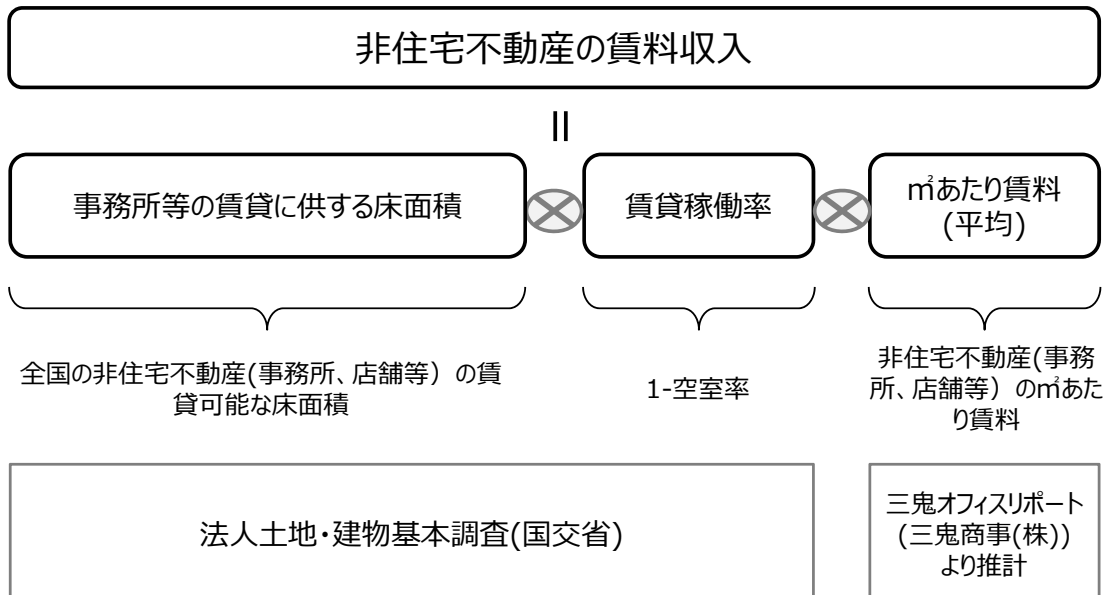 非住宅不動産の賃料収入
=
事務所等の賃貸に供する床面積
賃貸稼働率
㎡あたり賃料
(平均)
全国の非住宅不動産(事務所、店舗等）の賃
貸可能な床面積
1-空室率
非住宅不動産(事務
所、店舗等）の㎡あた
り賃料
法人土地・建物基本調査(国交省)
三鬼オフィスリポート
(三鬼商事(株))
より推計